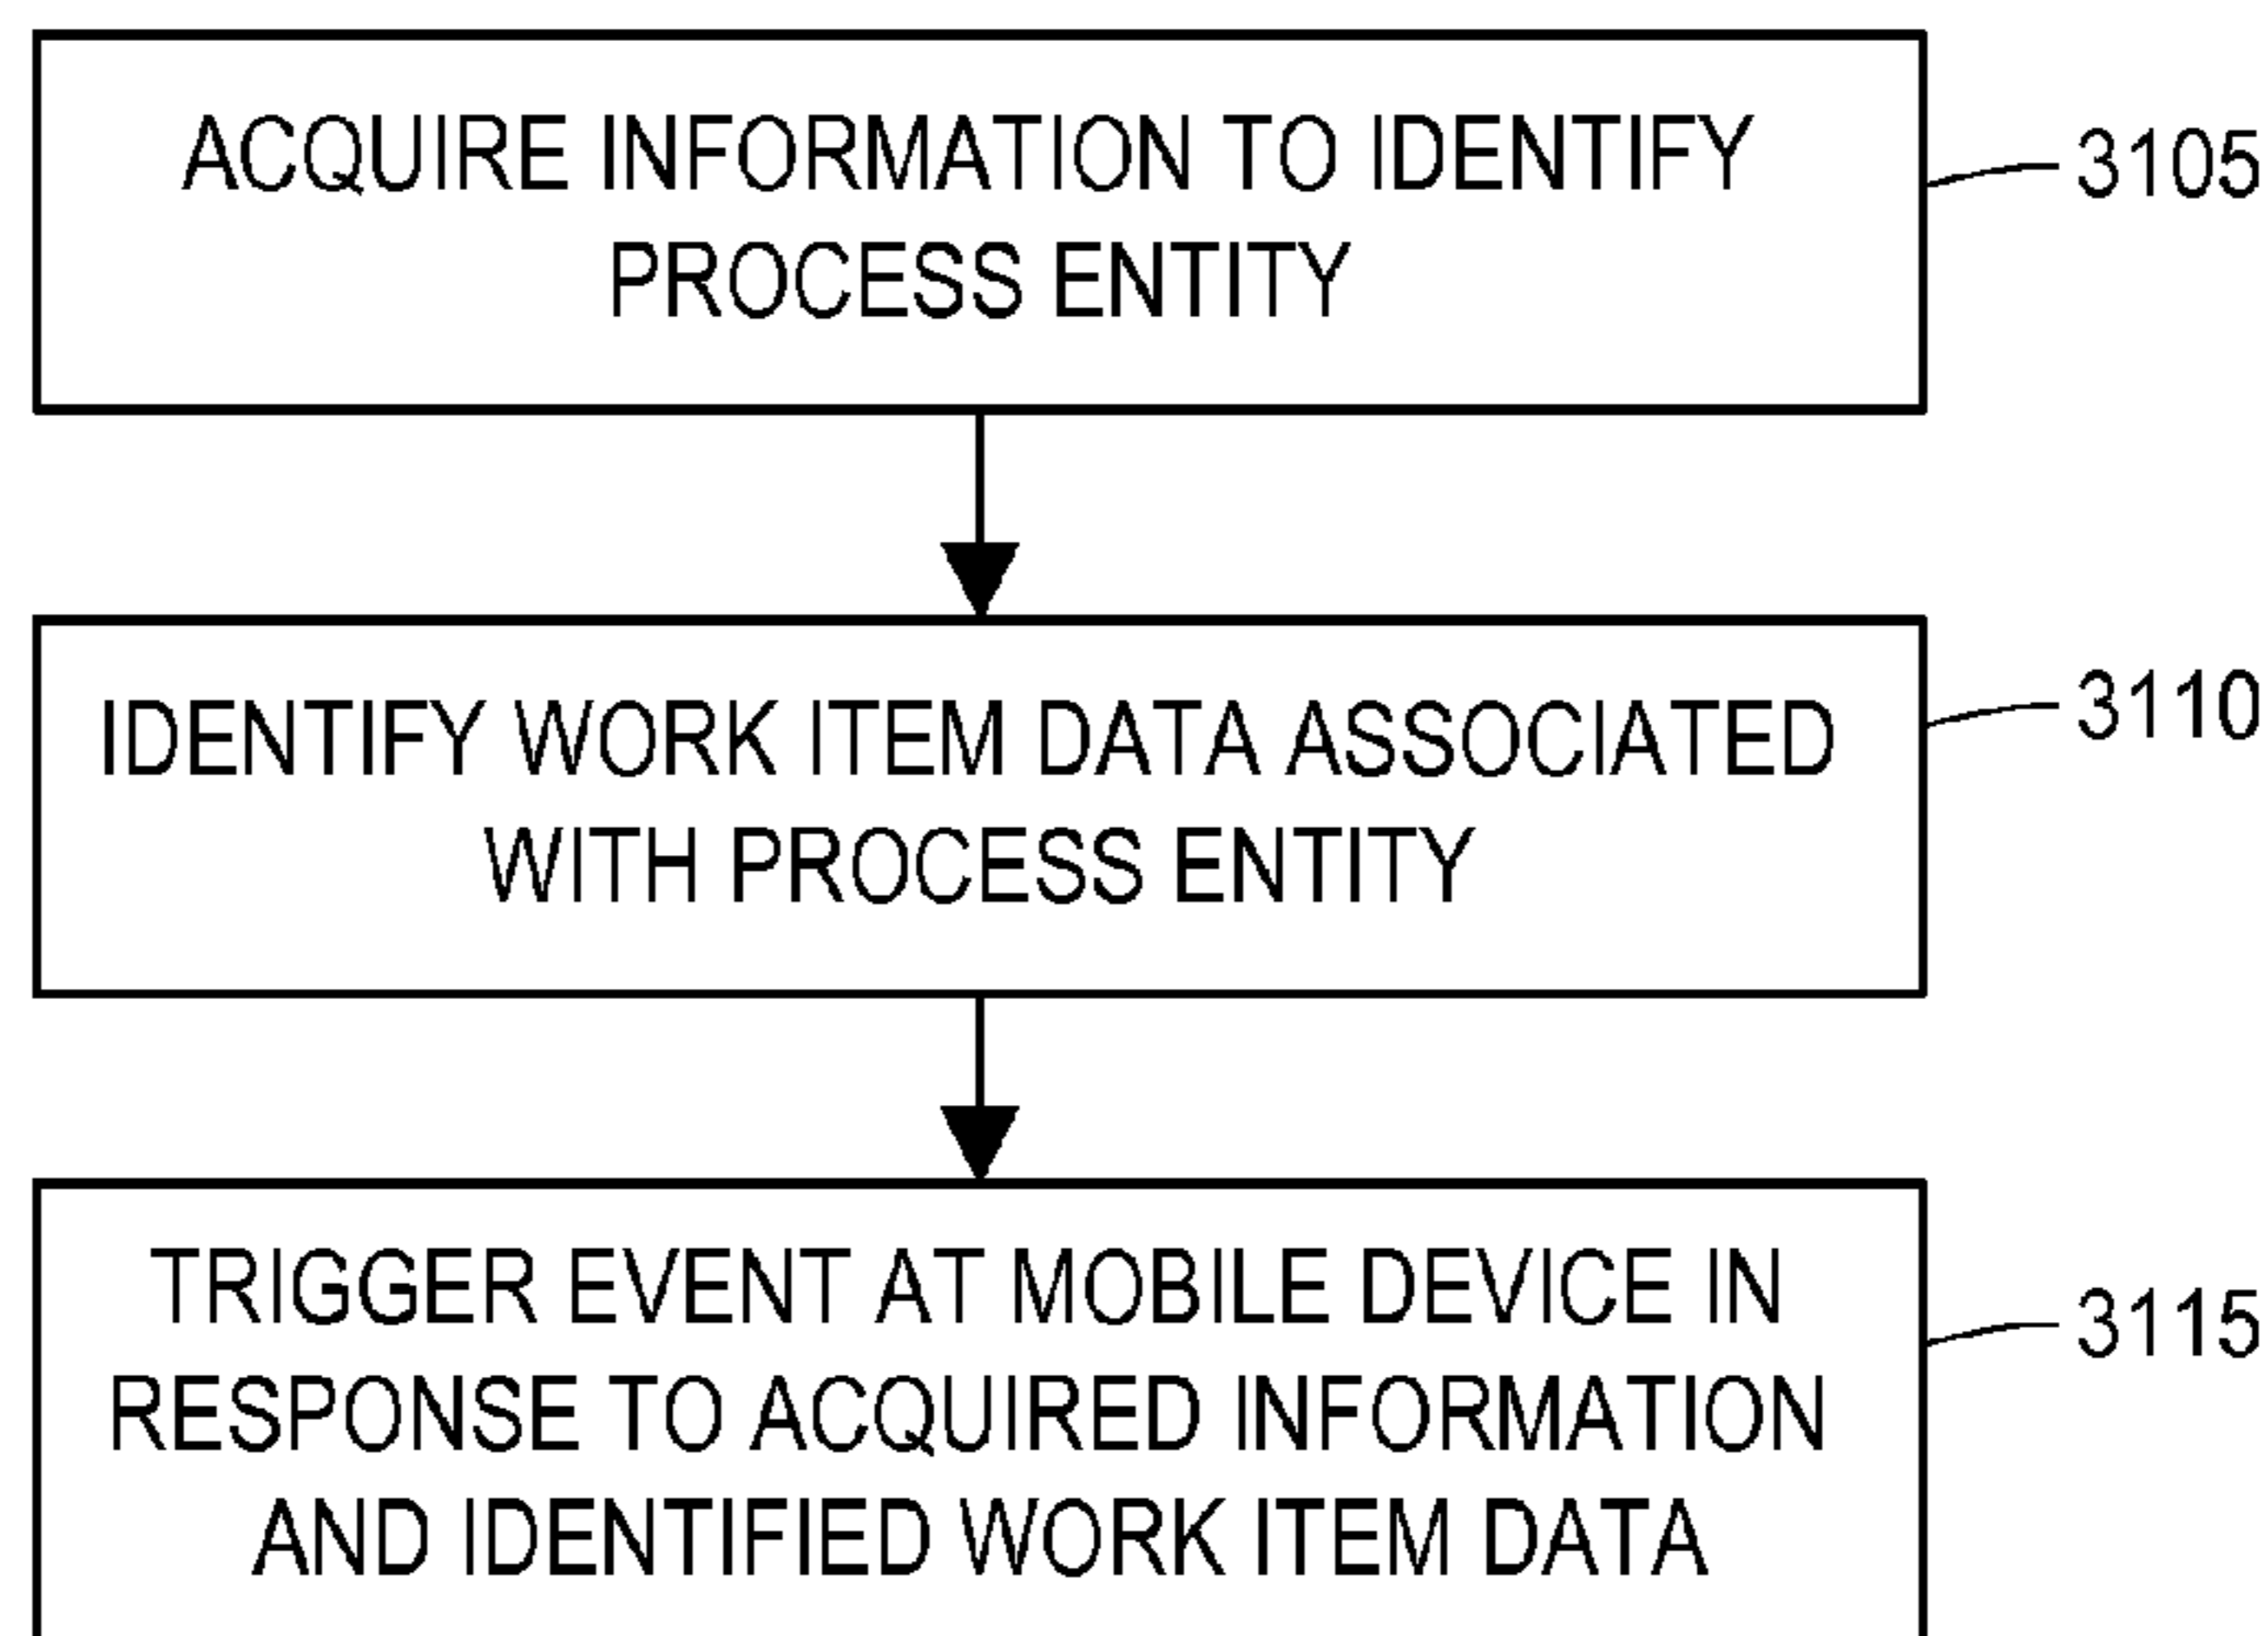 ACQUIRE INFORMATION TO IDENTIFY
PROCESS ENTITY
3105
IDENTIFY WORK ITEM DATA ASSOCIATED
WITH PROCESS ENTITY
3110
TRIGGER EVENT AT MOBILE DEVICE IN
RESPONSE TO ACQUIRED INFORMATION
AND IDENTIFIED WORK ITEM DATA
3115